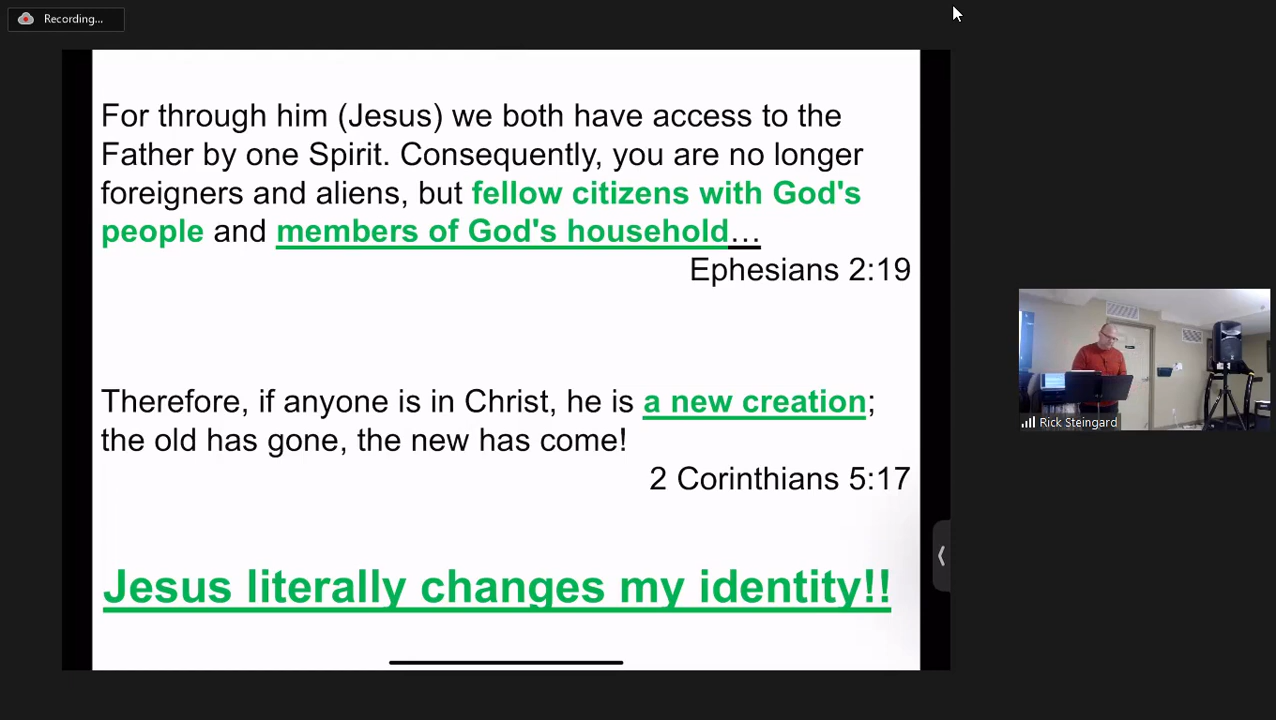 Recording...
For through him (Jesus) we both have access to the
Father by one Spirit. Consequently, you are no longer
foreigners and aliens, but fellow citizens with God's
people and members of God's household…
Ephesians 2:19
Therefore, if anyone is in Christ, he is a new creation;
the old has gone, the new has come!
2 Corinthians 5:17
Jesus literally changes my identity!!
Rick Steingard